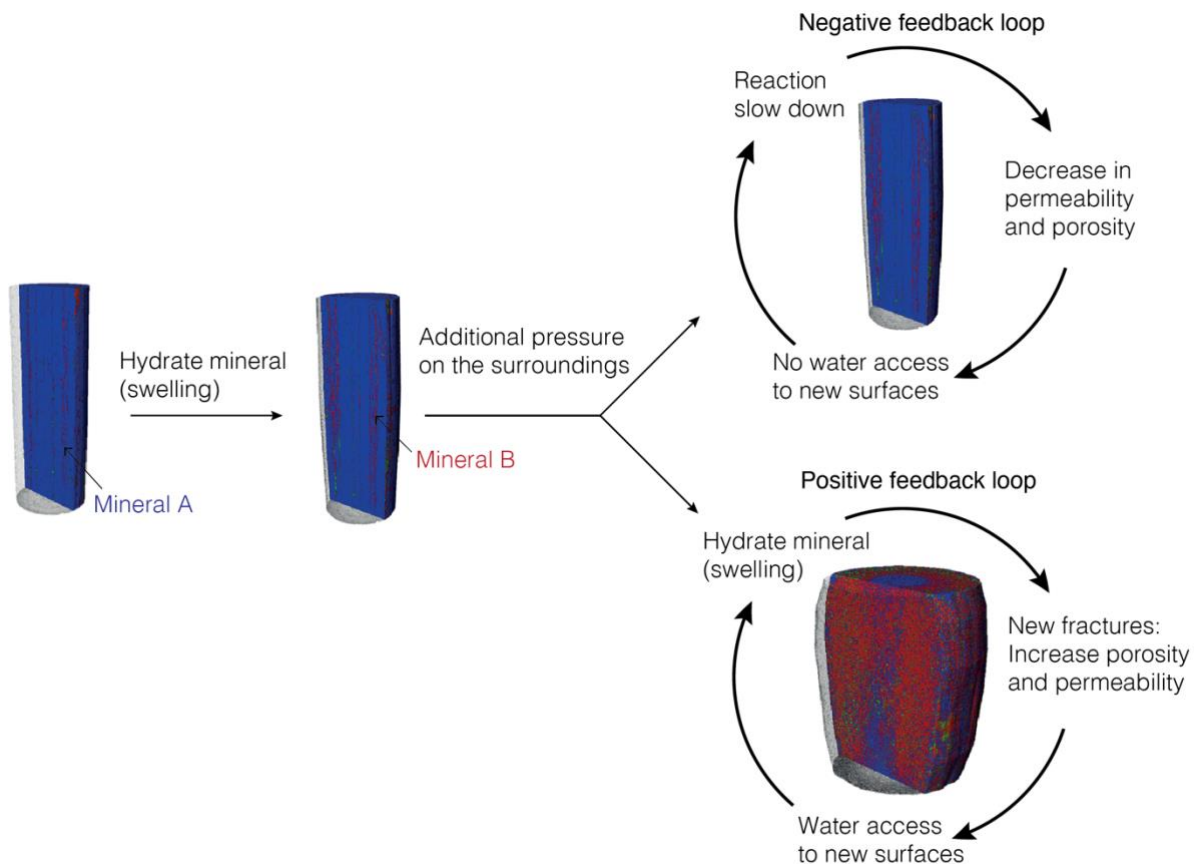 Negative feedback loop
Reaction
slow down
Decrease in
permeability
and porosity
No water access
to new surfaces
Hydrate mineral
(swelling)
Mineral A
Additional pressure
on the surroundings
Mineral B
Positive feedback loop
Hydrate mineral
(swelling)
New fractures:
Increase porosity
and permeability
Water access
to new surfaces